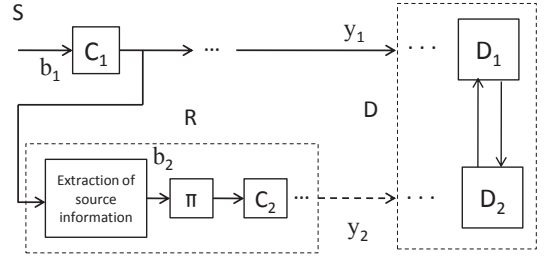 S
b1
C1
...
y1
...
D1
R
D
b2
Extraction of
source
information
π
C2
...
y2
...
D2